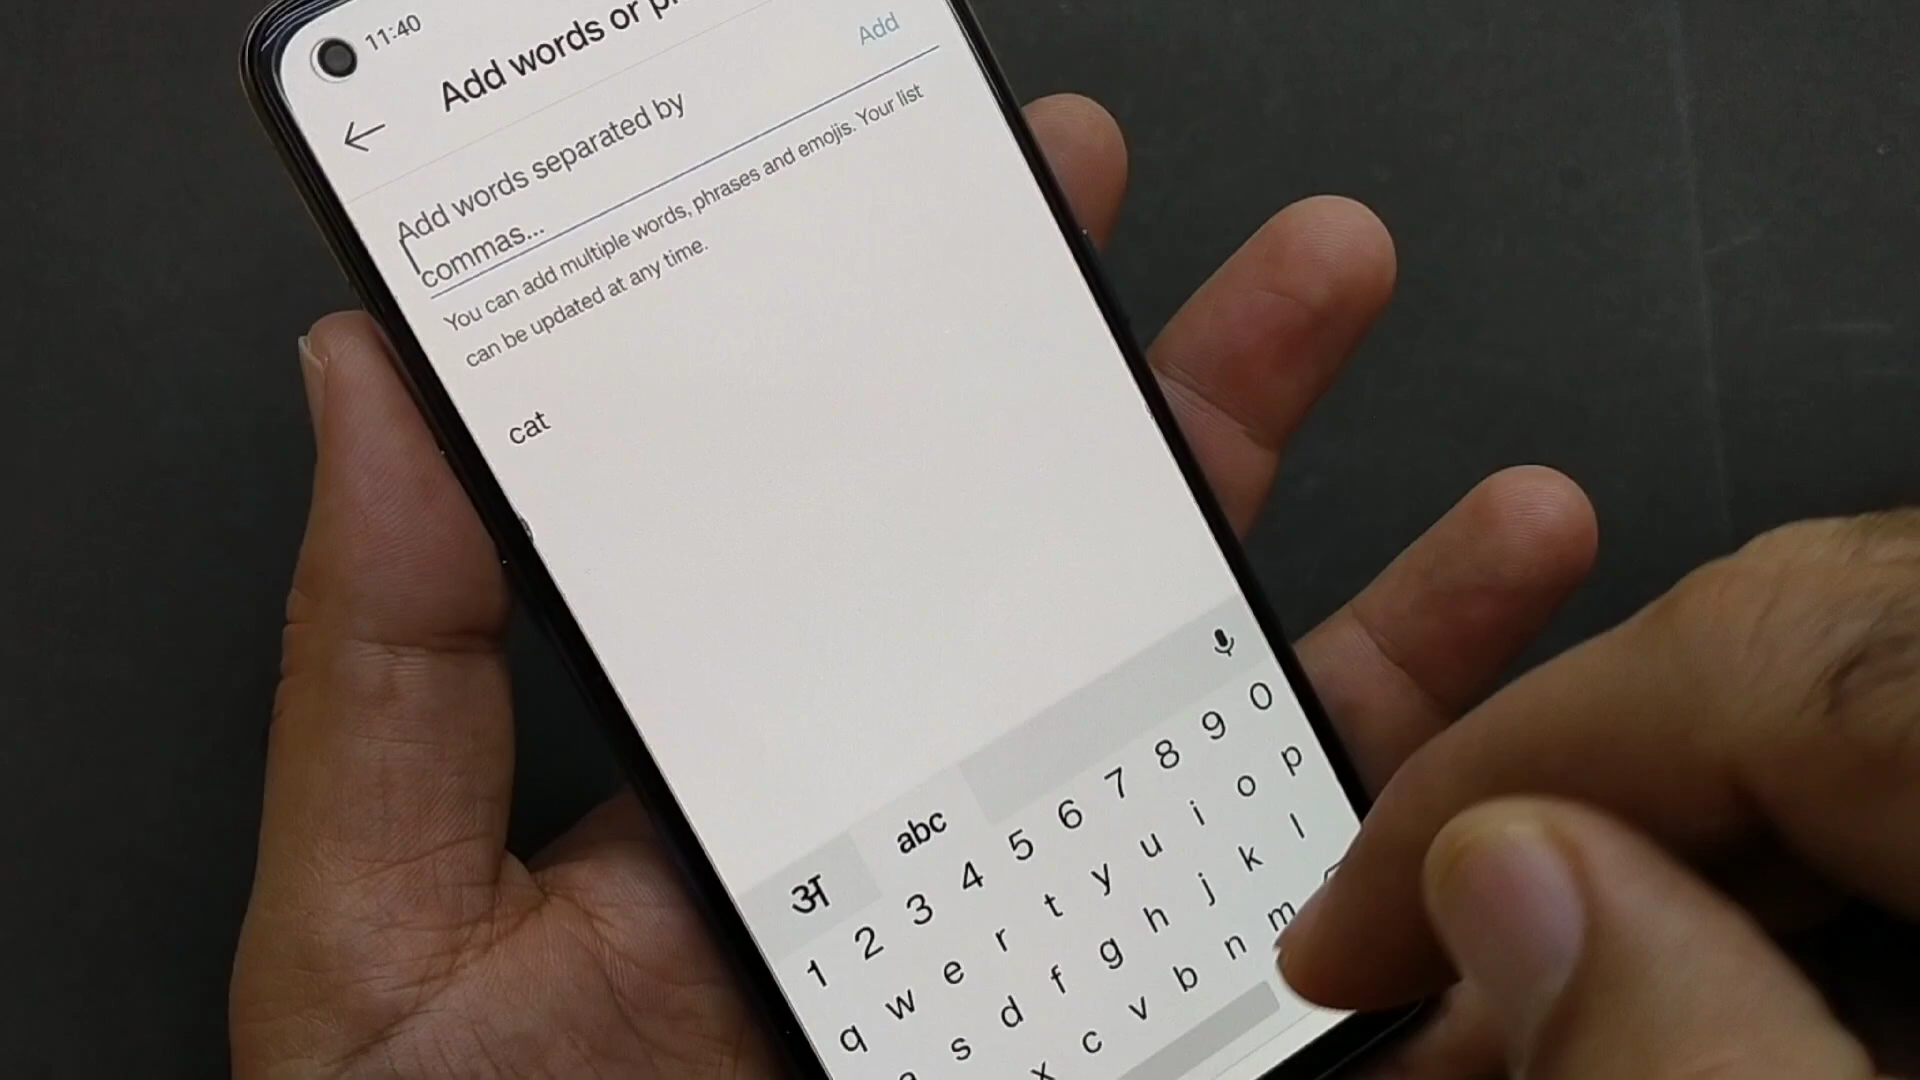 11:40
Add words or
Add
Add words separated by
commas...
You can add multiple words, phrases and emojis. Your list
can be updated at any time.
cat
अ abc
1 2 3 4 5 6 7 8 9 0
q w e r t y u i o p
s d f g h j k l
x c v b n m